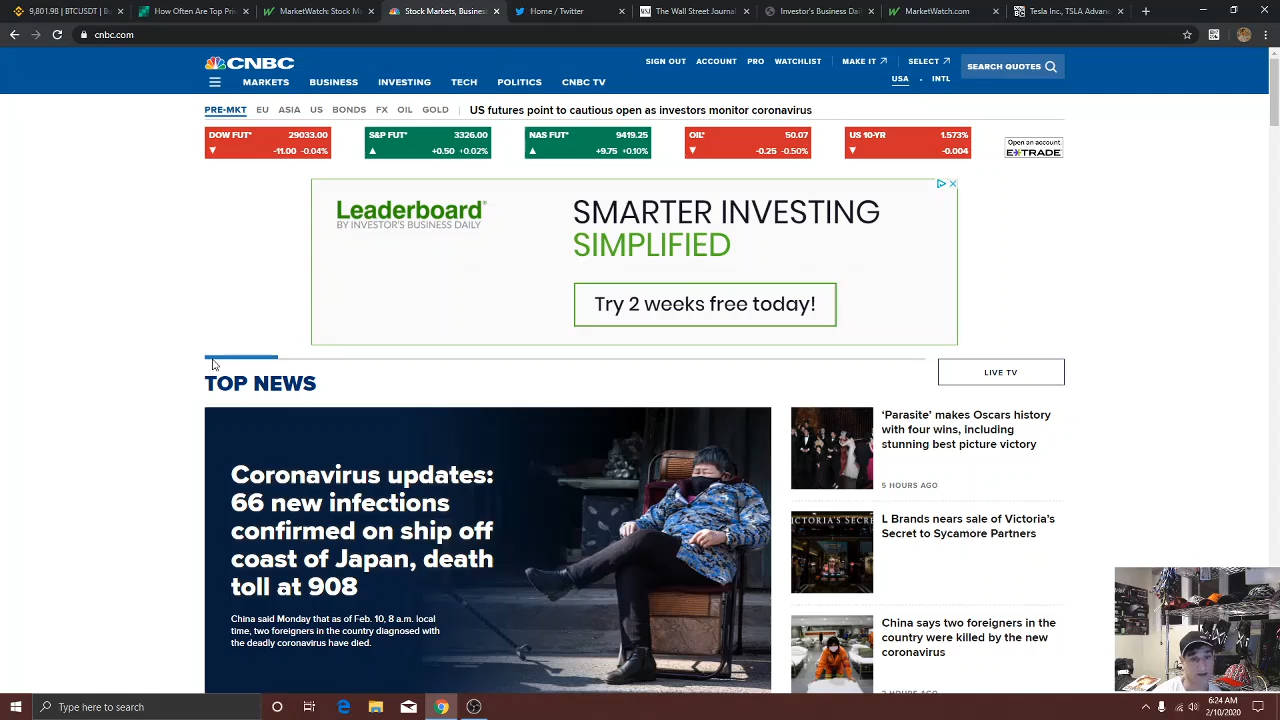 9,801.98 | BTCUSDT | B
How Often Are Top Pri
MarketWatch: Stock M
Stock Markets, Business
Home / Twitter
The Wall Street Journal
Investor's Business Dail
MarketWatch.com
Tesla Inc, TSLA Advanc
cnbc.com
CNBC
SIGN OUT ACCOUNT PRO WATCHLIST MAKE IT SELECT
USA INTL
SEARCH QUOTES
MARKETS BUSINESS INVESTING TECH POLITICS CNBC TV
PRE-MKT EU ASIA US BONDS FX OIL GOLD
US futures point to cautious open as investors monitor coronavirus
DOW FUT* 29033.00
-11.00 -0.04%
S&P FUT* 3326.00
+0.50 +0.02%
NAS FUT* 9419.25
+9.75 +0.10%
OIL* 50.07
-0.25 -0.50%
US 10-YR 1.573%
-0.004
Open an account
E*TRADE
Leaderboard
BY INVESTOR'S BUSINESS DAILY
SMARTER INVESTING
SIMPLIFIED
Try 2 weeks free today!
TOP NEWS
LIVE TV
Coronavirus updates:
66 new infections
confirmed on ship off
coast of Japan, death
toll at 908
China said Monday that as of Feb. 10, 8 a.m. local
time, two foreigners in the country diagnosed with
the deadly coronavirus have died.
'Parasite' makes Oscars history
with four wins, including
stunning best picture victory
5 HOURS AGO
VICTORIA'S SECRE
L Brands nears sale of Victoria's
Secret to Sycamore Partners
China says two foreigners in the
country were killed by the new
coronavirus
Type here to search
6:24 AM
2/10/2020